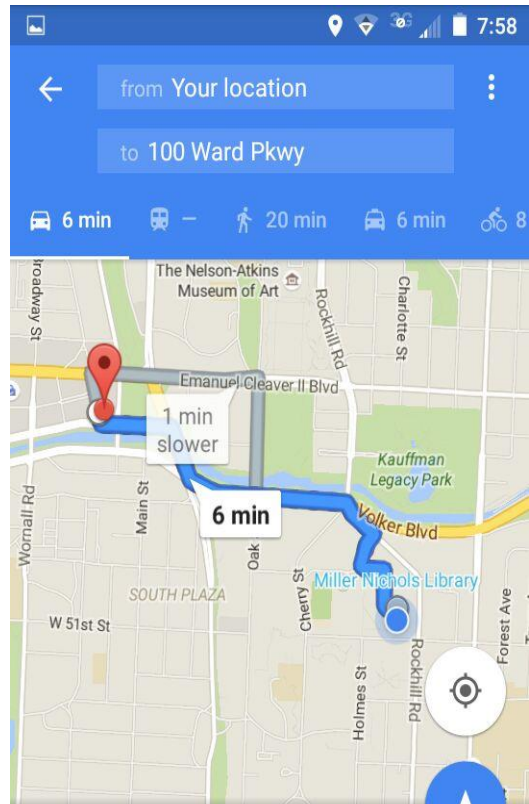 3G 7:58
from Your location
to 100 Ward Pkwy
6 min — 20 min 6 min 8
roadway St
The Nelson-Atkins
Museum of Art
Rockhill Rd
Charlotte St
Emanuel Cleaver II Blvd
1 min
slower
Kauffman
Legacy Park
Wornall Rd
Main St
6 min
Volker Blvd
Oak
Cherry St
Miller Nichols Library
SOUTH PLAZA
W 51st St
Holmes St
Rockhill Rd
Forest Ave